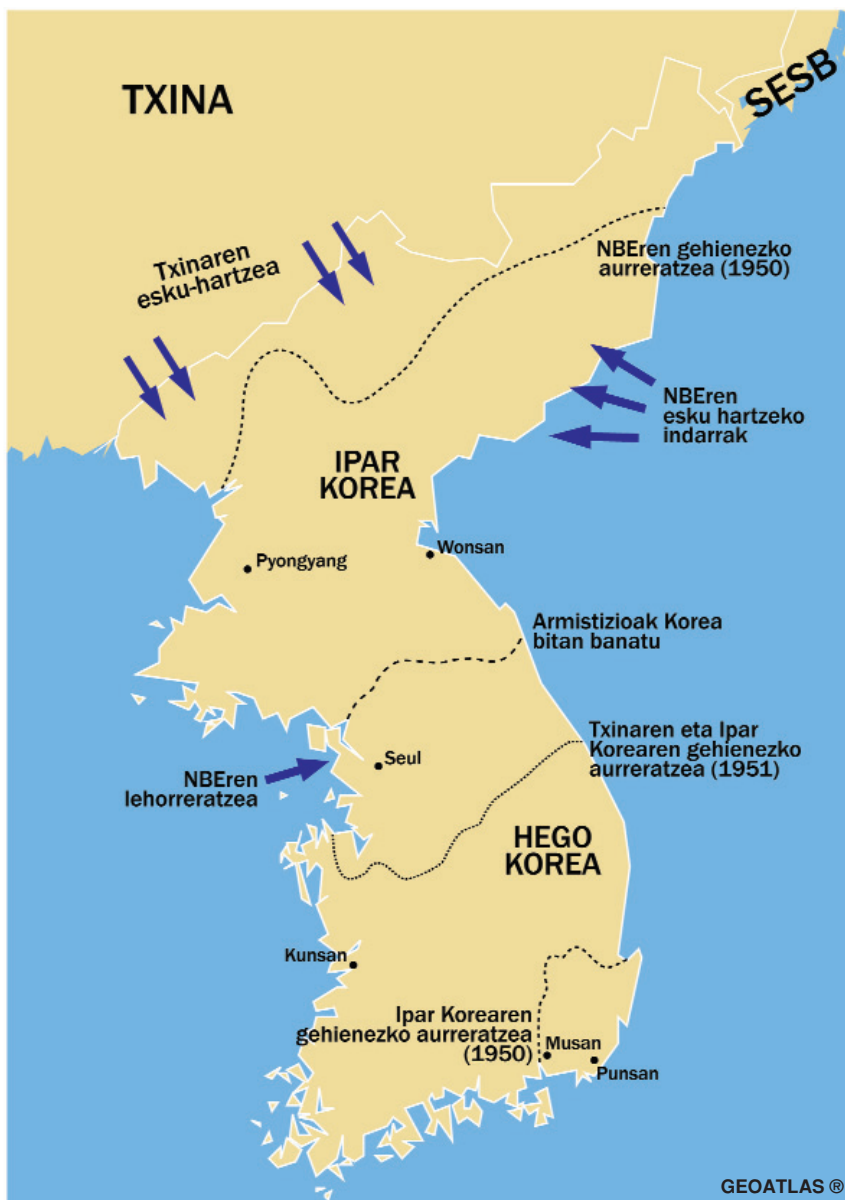 TXINA
SESB
Txinaren
esku-hartzea
NBEren gehienezko
aurreratzea (1950)
NBEren
esku hartzeko
indarrak
IPAR
KOREA
Wonsan
Pyongyang
Armistizioak Korea
bitan banatu
Txinaren eta Ipar
Korearen gehienezko
aurreratzea (1951)
Seul
NBEren
lehorreratzea
HEGO
KOREA
Kunsan
Ipar Korearen
gehienezko aurreratzea
(1950)
Musan
Punsan
GEOATLAS ®